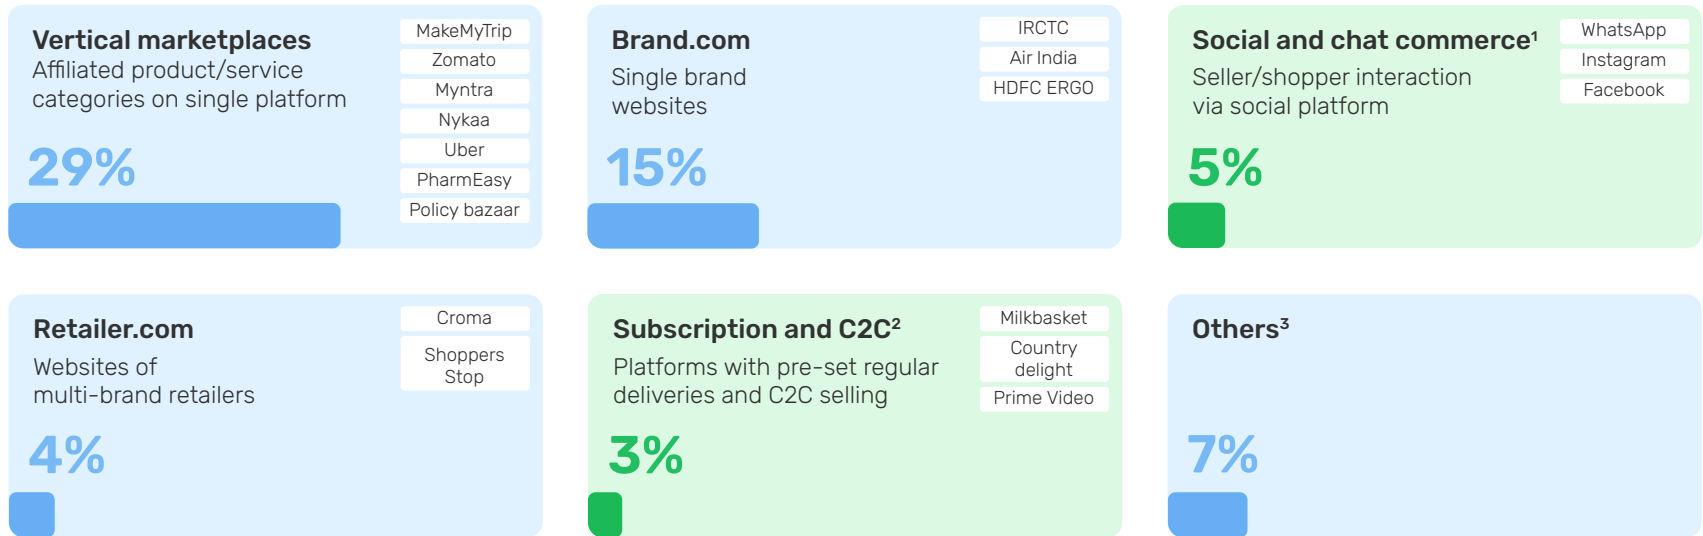 Vertical marketplaces
Affiliated product/service
categories on single platform
29%
MakeMyTrip
Zomato
Myntra
Nykaa
Uber
PharmEasy
Policy bazaar
Brand.com
Single brand
websites
15%
IRCTC
Air India
HDFC ERGO
Social and chat commerce¹
Seller/shopper interaction
via social platform
5%
WhatsApp
Instagram
Facebook
Retailer.com
Websites of
multi-brand retailers
4%
Croma
Shoppers
Stop
Subscription and C2C²
Platforms with pre-set regular
deliveries and C2C selling
3%
Milkbasket
Country
delight
Prime Video
Others³
7%